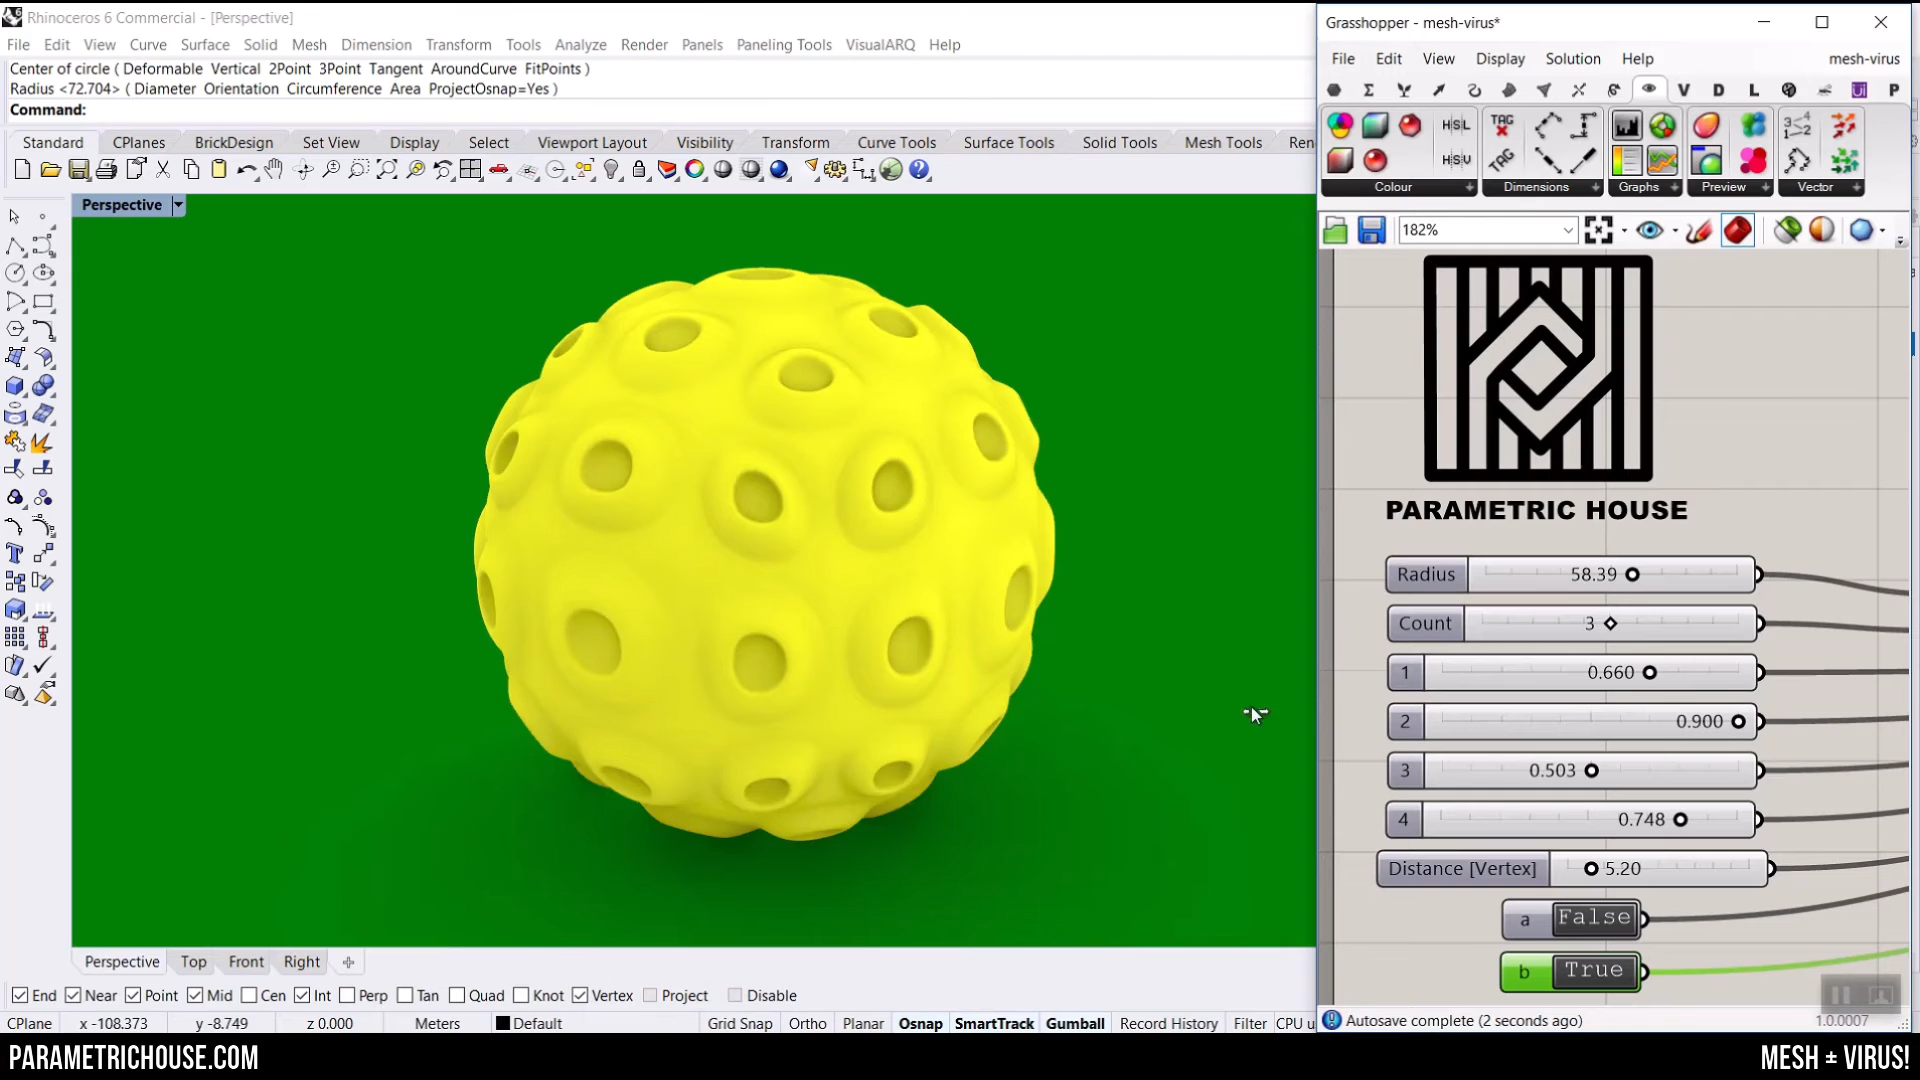 Rhinoceros 6 Commercial - [Perspective]
File Edit View Curve Surface Solid Mesh Dimension Transform Tools Analyze Render Panels Paneling Tools VisualARQ Help
Center of circle ( Deformable Vertical 2Point 3Point Tangent AroundCurve FitPoints )
Radius <72.704> ( Diameter Orientation Circumference Area ProjectOsnap=Yes )
Command:
Standard CPlanes BrickDesign Set View Display Select Viewport Layout Visibility Transform Curve Tools Surface Tools Solid Tools Mesh Tools Ren
Perspective
Perspective Top Front Right
End Near Point Mid Cen Int Perp Tan Quad Knot Vertex Project Disable
CPlane x -108.373 y -8.749 z 0.000 Meters Default Grid Snap Ortho Planar Osnap SmartTrack Gumball Record History Filter CPU u
Grasshopper - mesh-virus*
File Edit View Display Solution Help mesh-virus
V D L Ui P
TAG HSL HSV TAG
Colour Dimensions Graphs Preview Vector
182%
PARAMETRIC HOUSE
Radius 58.39
Count 3
1 0.660
2 0.900
3 0.503
4 0.748
Distance [Vertex] 5.20
a False
b True
Autosave complete (2 seconds ago) 1.0.0007
PARAMETRICHOUSE.COM
MESH ± VIRUS!